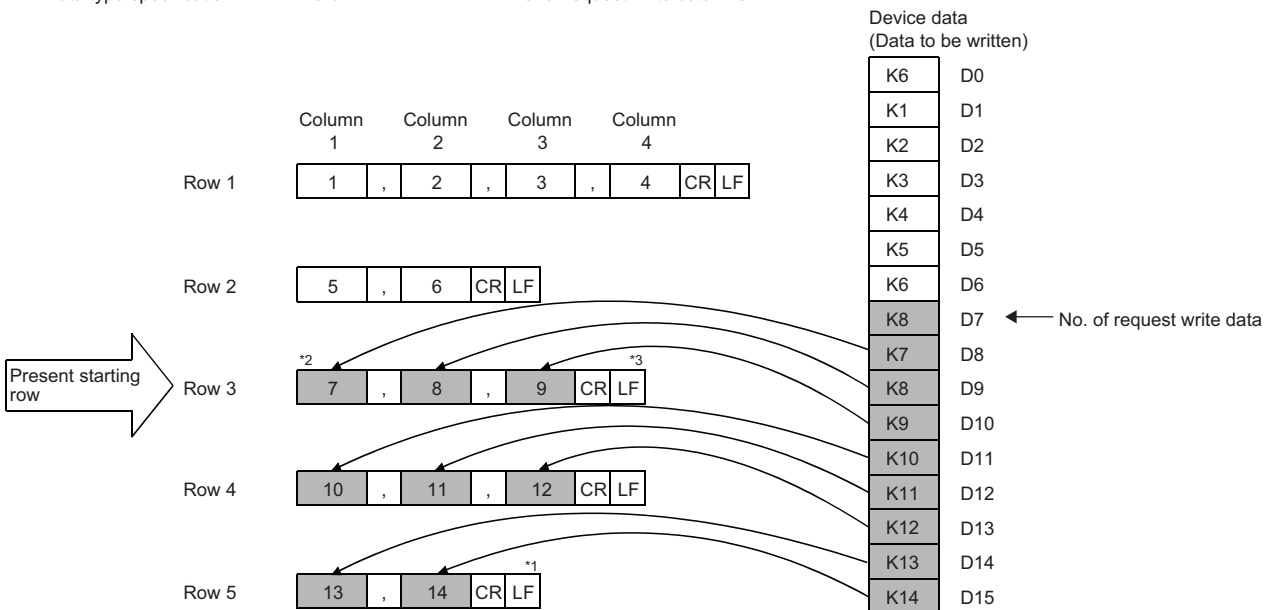 Device data
(Data to be written)
K6 D0
K1 D1
Column Column Column Column
1 2 3 4
K2 D2
Row 1 1 , 2 , 3 , 4 CR LF K3 D3
K4 D4
K5 D5
Row 2 5 , 6 CR LF K6 D6
K8 D7 No. of request write data
*2 *3 K7 D8
Present starting
row
Row 3 7 , 8 , 9 CR LF K8 D9
K9 D10
K10 D11
Row 4 10 , 11 , 12 CR LF K11 D12
K12 D13
*1 K13 D14
Row 5 13 , 14 CR LF K14 D15